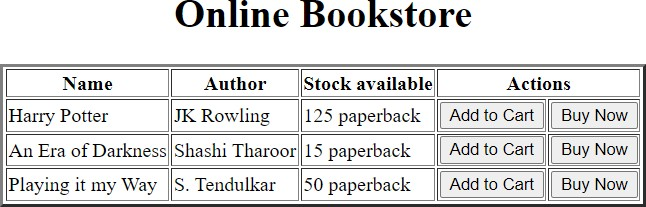 Online Bookstore
Name Author Stock available Actions
Harry Potter JK Rowling 125 paperback Add to Cart Buy Now
An Era of Darkness Shashi Tharoor 15 paperback Add to Cart Buy Now
Playing it my Way S. Tendulkar 50 paperback Add to Cart Buy Now